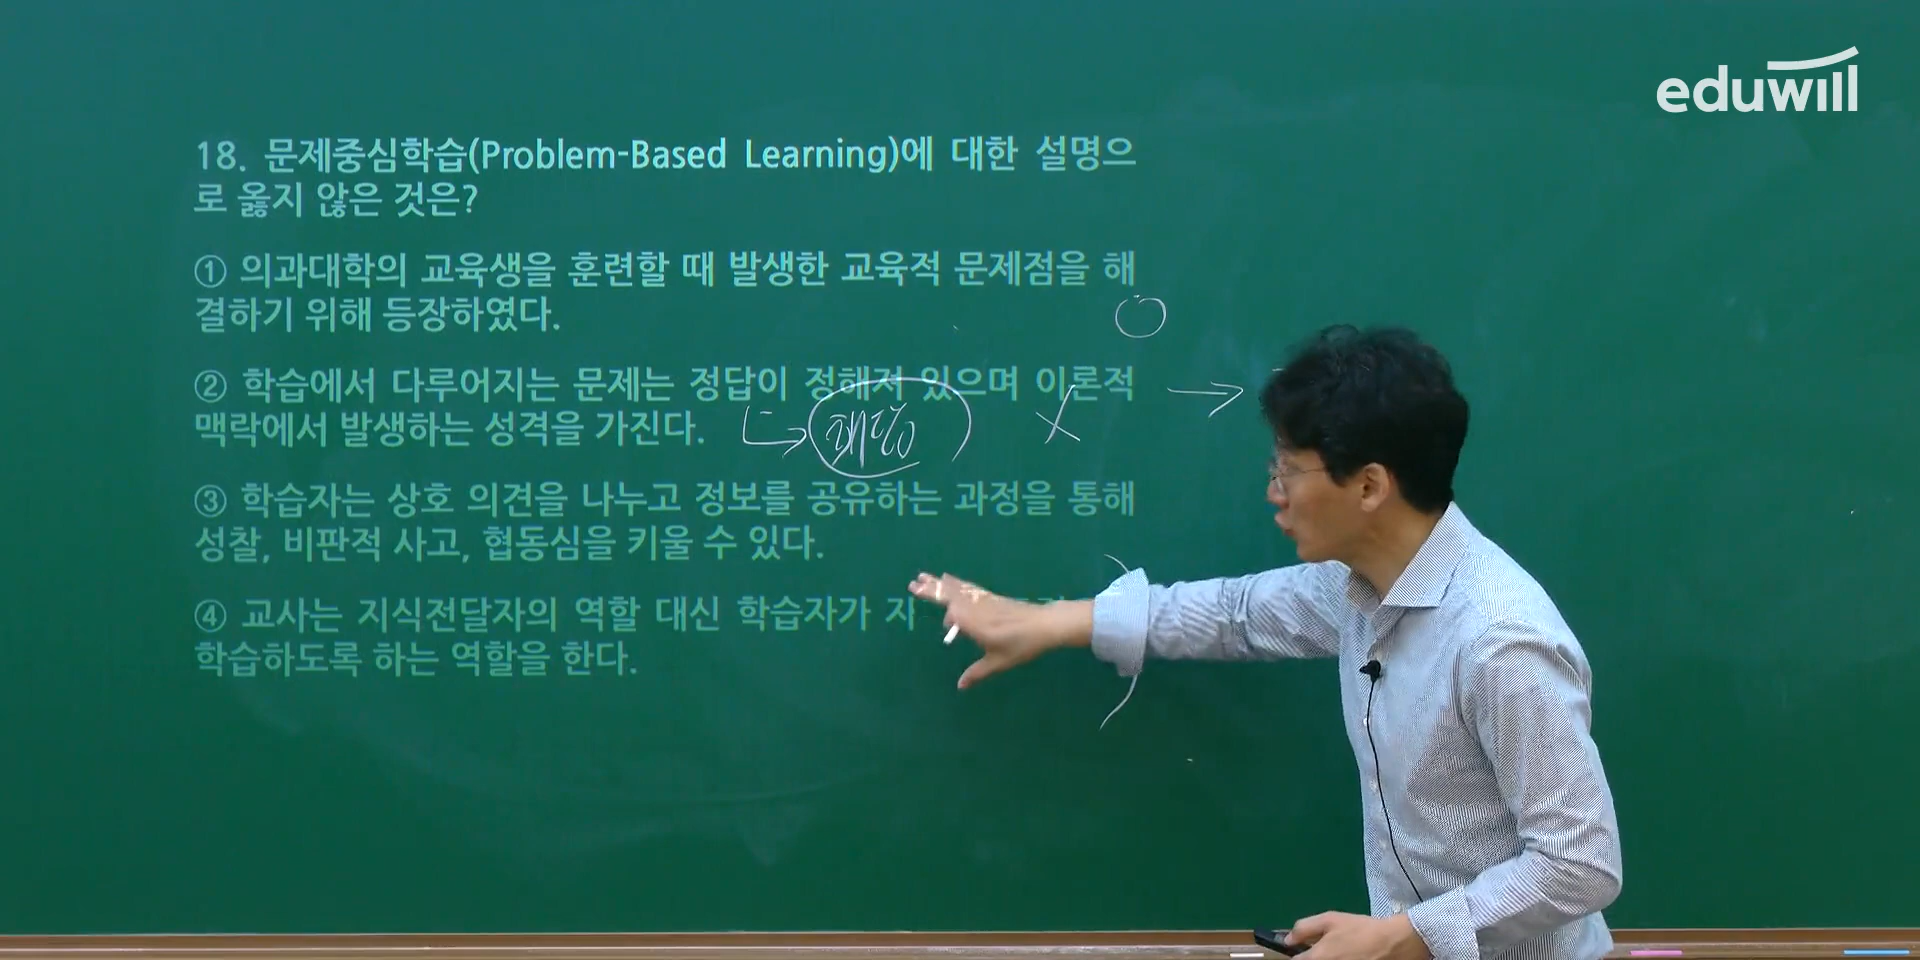 eduwill
18. 문제중심학습(Problem-Based Learning)에 대한 설명으
로 옳지 않은 것은?
① 의과대학의 교육생을 훈련할 때 발생한 교육적 문제점을 해
결하기 위해 등장하였다.
② 학습에서 다루어지는 문제는 정답이 정해져 있으며 이론적
맥락에서 발생하는 성격을 가진다.
③ 학습자는 상호 의견을 나누고 정보를 공유하는 과정을 통해
성찰, 비판적 사고, 협동심을 키울 수 있다.
④ 교사는 지식전달자의 역할 대신 학습자가
학습하도록 하는 역할을 한다.